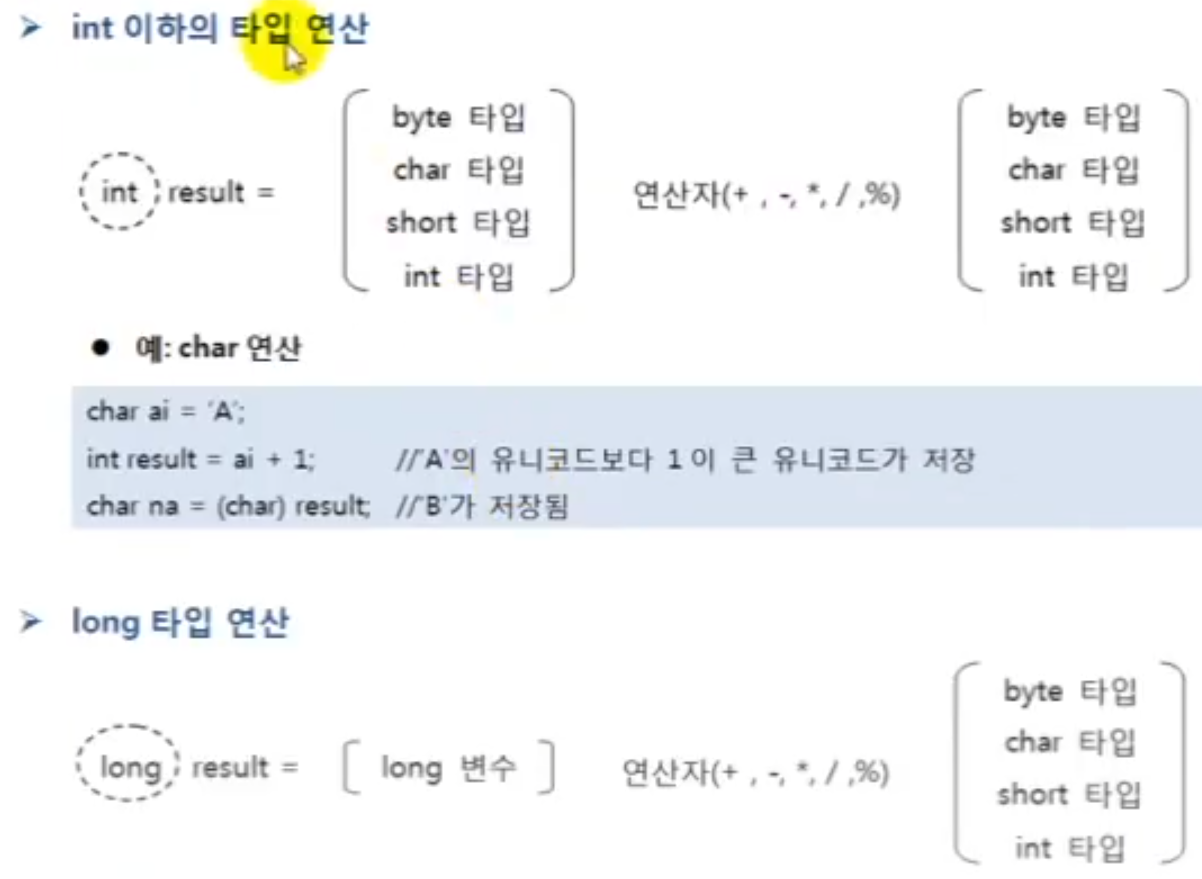 ➤ int 이하의 타입 연산
byte 타입 byte 타입
char 타입 char 타입
int result = 연산자(+ , -, *, / ,%)
short 타입 short 타입
int 타입 int 타입
● 예: char 연산
char ai = 'A';
int result = ai + 1; //'A'의 유니코드보다 1이 큰 유니코드가 저장
char na = (char) result; //'B'가 저장됨
➤ long 타입 연산
byte 타입
char 타입
long result = [ long 변수 ] 연산자(+ , -, *, / ,%)
short 타입
int 타입